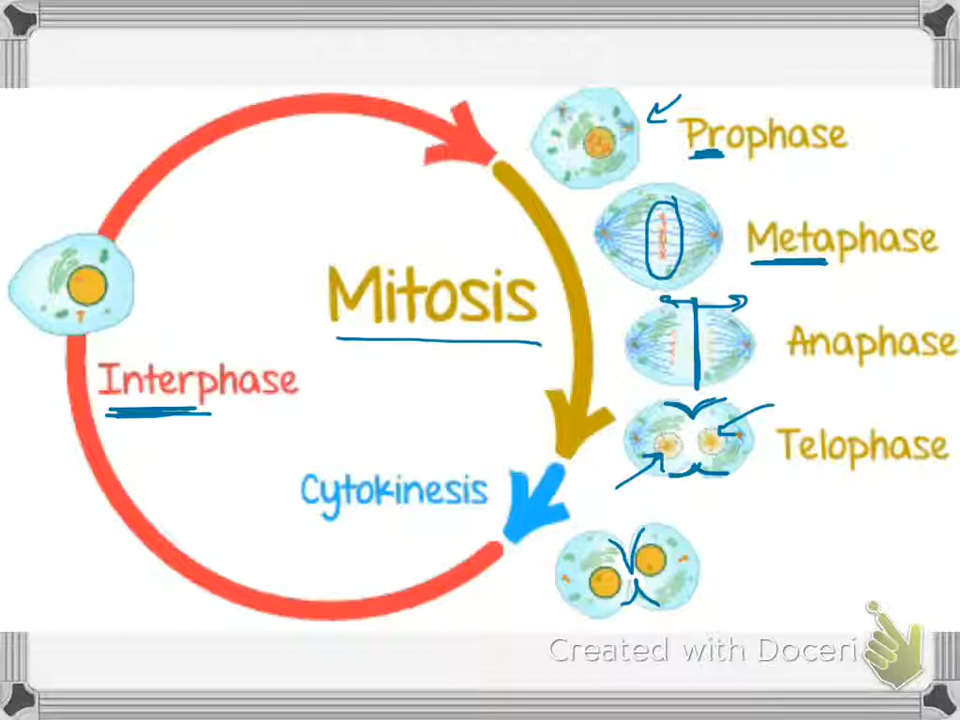 Prophase
Metaphase
Mitosis
Anaphase
Interphase
Telophase
Cytokinesis
Created with Doceri